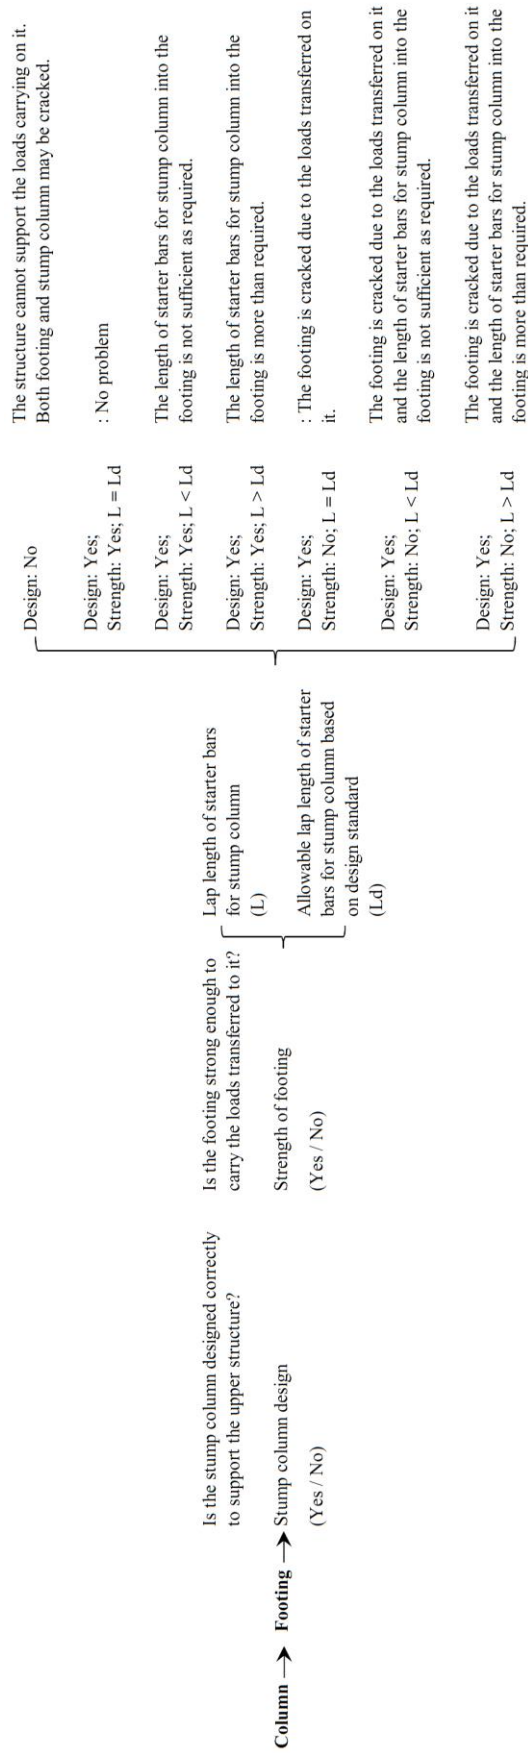 Column → Footing → Stump column design
(Yes / No)
Is the stump column designed correctly
to support the upper structure?
Is the footing strong enough to
carry the loads transferred to it?
Strength of footing
(Yes / No)
Lap length of starter bars
for stump column
(L)
Allowable lap length of starter
bars for stump column based
on design standard
(Ld)
Design: No
The structure cannot support the loads carrying on it.
Both footing and stump column may be cracked.
Design: Yes;
Strength: Yes; L = Ld
: No problem
Design: Yes;
Strength: Yes; L < Ld
The length of starter bars for stump column into the
footing is not sufficient as required.
Design: Yes;
Strength: Yes; L > Ld
The length of starter bars for stump column into the
footing is more than required.
Design: Yes;
Strength: No; L = Ld
: The footing is cracked due to the loads transferred on
it.
Design: Yes;
Strength: No; L < Ld
The footing is cracked due to the loads transferred on it
and the length of starter bars for stump column into the
footing is not sufficient as required.
Design: Yes;
Strength: No; L > Ld
The footing is cracked due to the loads transferred on it
and the length of starter bars for stump column into the
footing is more than required.